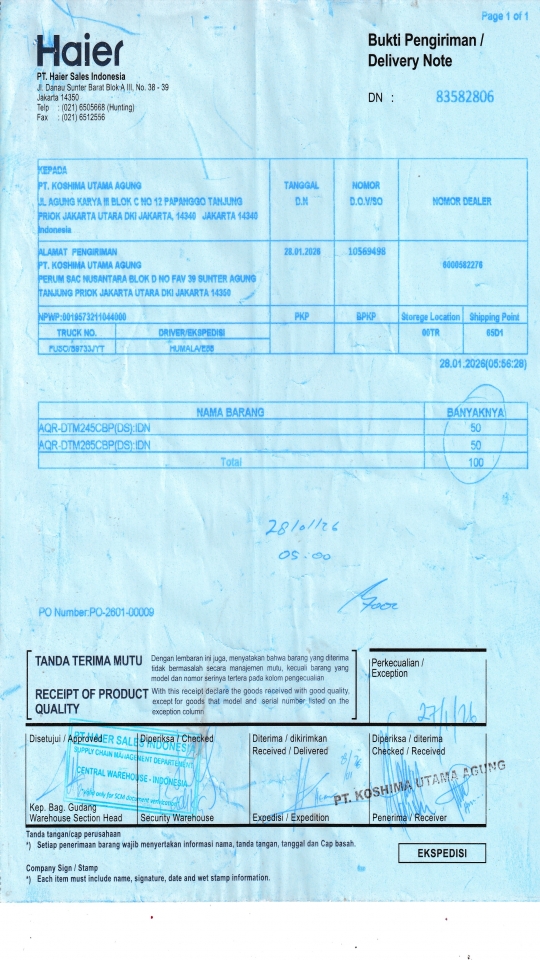 Page 1 of 1
Haier
PT. Haier Sales Indonesia
Jl. Danau Sunter Barat Blok A III, No. 38 - 39
Jakarta 14350
Telp : (021) 6505668 (Hunting)
Fax : (021) 6512556
Bukti Pengiriman /
Delivery Note
DN : 83582806
KEPADA
PT. KOSHIMA UTAMA AGUNG
JL AGUNG KARYA III BLOK C NO 12 PAPANGGO TANJUNG
PRIOK JAKARTA UTARA DKI JAKARTA, 14340 JAKARTA 14340
Indonesia
TANGGAL
D.N
NOMOR
D.O.V/SO
NOMOR DEALER
ALAMAT PENGIRIMAN
PT. KOSHIMA UTAMA AGUNG
PERUM SAC NUSANTARA BLOK D NO FAV 39 SUNTER AGUNG
TANJUNG PRIOK JAKARTA UTARA DKI JAKARTA 14350
28.01.2026
10569498
6000582276
NPWP:0019573211044000
PKP
BPKP
Storage Location
Shipping Point
TRUCK NO.
DRIVER/EKSPEDISI
00TR
65D1
FUSO/B9733JYT
HUMALA/ESB
28.01.2026(05:56:28)
NAMA BARANG
BANYAKNYA
AQR-DTM245CBP(DS):IDN
50
AQR-DTM265CBP(DS):IDN
50
Total
100
28/01/26
05:00
PO Number:PO-2601-00009
TANDA TERIMA MUTU
Dengan lembaran ini juga, menyatakan bahwa barang yang diterima
tidak bermasalah secara manajemen mutu, kecuali barang yang
model dan nomor serinya tertera pada kolom pengecualian
RECEIPT OF PRODUCT
QUALITY
With this receipt declare the goods received with good quality,
except for goods that model and serial number listed on the
exception column
Perkecualian /
Exception
27/1/26
Disetujui / Approved
Diperiksa / Checked
Diterima / dikirimkan
Received / Delivered
Diperiksa / diterima
Checked / Received
PT. HAIER SALES INDONESIA
SUPPLY CHAIN MANAGEMENT DEPARTEMENT
CENTRAL WAREHOUSE - INDONESIA
PT. KOSHIMA UTAMA AGUNG
Kep. Bag. Gudang
Warehouse Section Head
Security Warehouse
Expedisi / Expedition
Penerima / Receiver
Tanda tangan/cap perusahaan
*) Setiap penerimaan barang wajib menyertakan informasi nama, tanda tangan, tanggal dan Cap basah.
EKSPEDISI
Company Sign / Stamp
*) Each item must include name, signature, date and wet stamp information.